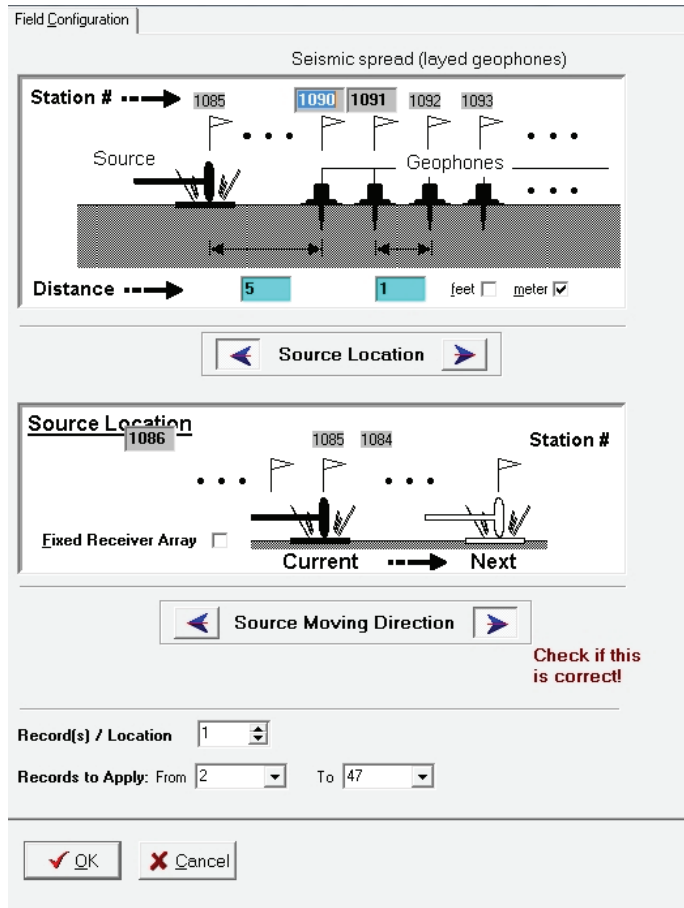 Field Configuration
Seismic spread (layed geophones)
Station # 1085 1090 1091 1092 1093
Source
Geophones
Distance 5 1 feet meter
Source Location
Source Location
1086 1085 1084 Station #
Fixed Receiver Array
Current Next
Source Moving Direction
Check if this
is correct!
Record(s) / Location 1
Records to Apply: From 2 To 47
OK Cancel